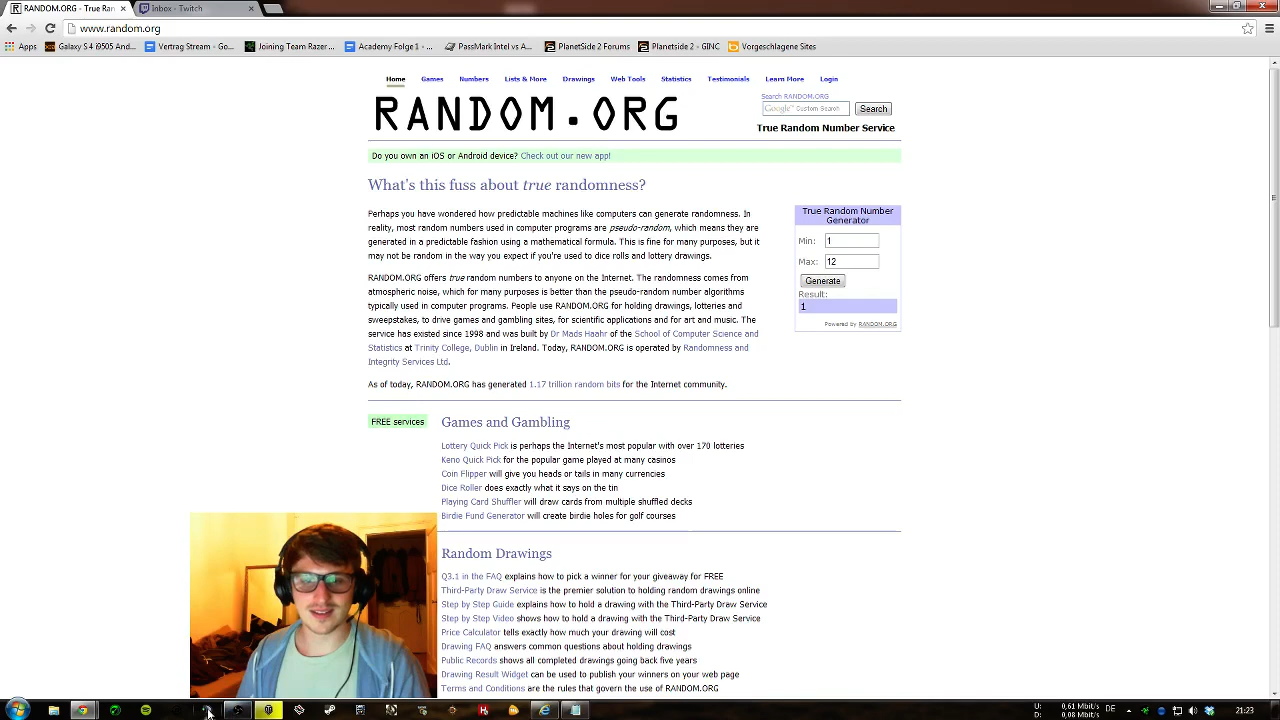 RANDOM.ORG - True Ran
Inbox - Twitch
www.random.org
Apps
Galaxy S 4 i9505 And...
Vertrag Stream - Go...
Joining Team Razer ...
Academy Folge 1 - ...
PassMark Intel vs A...
PlanetSide 2 Forums
Planetside 2 - GINC
Vorgeschlagene Sites
Home Games Numbers Lists & More Drawings Web Tools Statistics Testimonials Learn More Login
RANDOM.ORG
Search RANDOM.ORG
Google™ Custom Search
Search
True Random Number Service
Do you own an iOS or Android device? Check out our new app!
What's this fuss about true randomness?
Perhaps you have wondered how predictable machines like computers can generate randomness. In
reality, most random numbers used in computer programs are pseudo-random, which means they are
generated in a predictable fashion using a mathematical formula. This is fine for many purposes, but it
may not be random in the way you expect if you're used to dice rolls and lottery drawings.
RANDOM.ORG offers true random numbers to anyone on the Internet. The randomness comes from
atmospheric noise, which for many purposes is better than the pseudo-random number algorithms
typically used in computer programs. People use RANDOM.ORG for holding drawings, lotteries and
sweepstakes, to drive games and gambling sites, for scientific applications and for art and music. The
service has existed since 1998 and was built by Dr Mads Haahr of the School of Computer Science and
Statistics at Trinity College, Dublin in Ireland. Today, RANDOM.ORG is operated by Randomness and
Integrity Services Ltd.
As of today, RANDOM.ORG has generated 1.17 trillion random bits for the Internet community.
True Random Number
Generator
Min: 1
Max: 12
Generate
Result:
1
Powered by RANDOM.ORG
FREE services
Games and Gambling
Lottery Quick Pick is perhaps the Internet's most popular with over 170 lotteries
Keno Quick Pick for the popular game played at many casinos
Coin Flipper will give you heads or tails in many currencies
Dice Roller does exactly what it says on the tin
Playing Card Shuffler will draw cards from multiple shuffled decks
Birdie Fund Generator will create birdie holes for golf courses
Random Drawings
Q3.1 in the FAQ explains how to pick a winner for your giveaway for FREE
Third-Party Draw Service is the premier solution to holding random drawings online
Step by Step Guide explains how to hold a drawing with the Third-Party Draw Service
Step by Step Video shows how to hold a drawing with the Third-Party Draw Service
Price Calculator tells exactly how much your drawing will cost
Drawing FAQ answers common questions about holding drawings
Public Records shows all completed drawings going back five years
Drawing Result Widget can be used to publish your winners on your web page
Terms and Conditions are the rules that govern the use of RANDOM.ORG
U: 0,61 Mbit/s
D: 0,08 Mbit/s
DE
21:23